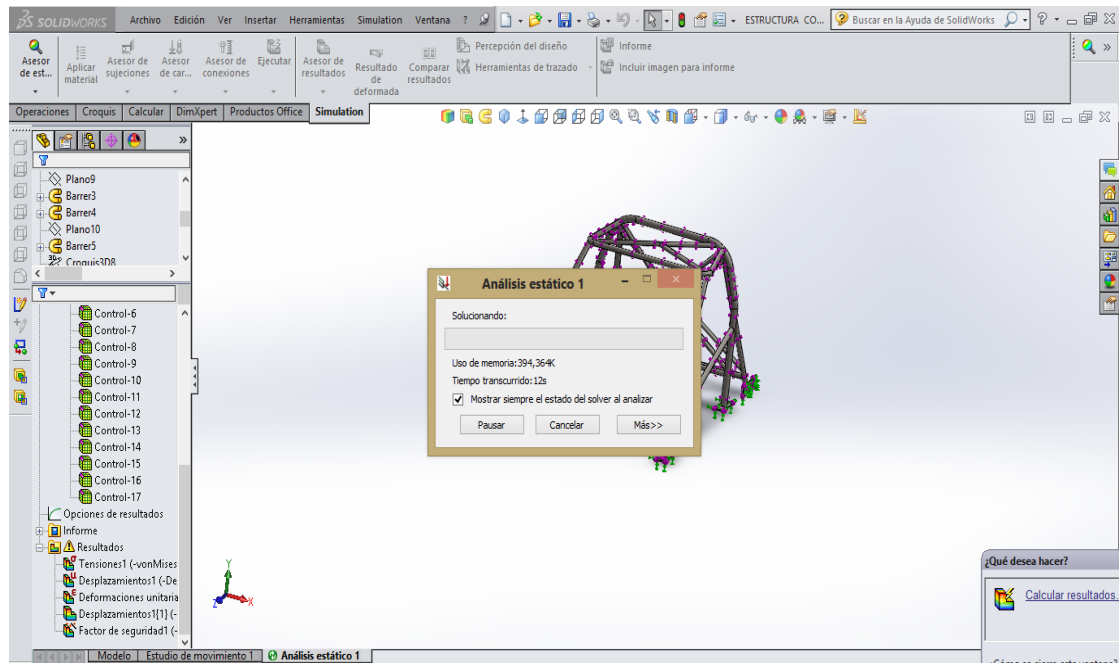 SOLIDWORKS Archivo Edición Ver Insertar Herramientas Simulation Ventana ? ESTRUCTURA CO... Buscar en la Ayuda de SolidWorks
Asesor de est...
Aplicar material
Asesor de sujeciones
Asesor de car...
Asesor de conexiones
Ejecutar
Asesor de resultados
Resultado de deformada
Comparar resultados
Percepción del diseño
Herramientas de trazado
Informe
Incluir imagen para informe
Operaciones Croquis Calcular DimXpert Productos Office Simulation
Plano9
Barrer3
Barrer4
Plano10
Barrer5
Croquis3D8
Control-6
Control-7
Control-8
Control-9
Control-10
Control-11
Control-12
Control-13
Control-14
Control-15
Control-16
Control-17
Opciones de resultados
Informe
Resultados
Tensiones1 (-vonMises
Desplazamientos1 (-De
Deformaciones unitaria
Desplazamientos1{1} (-
Factor de seguridad1 (-
Análisis estático 1
Solucionando:
Uso de memoria:394,364K
Tiempo transcurrido:12s
Mostrar siempre el estado del solver al analizar
Pausar Cancelar Más>>
Y
X
Z
¿Qué desea hacer?
Calcular resultados.
Modelo Estudio de movimiento 1 Análisis estático 1